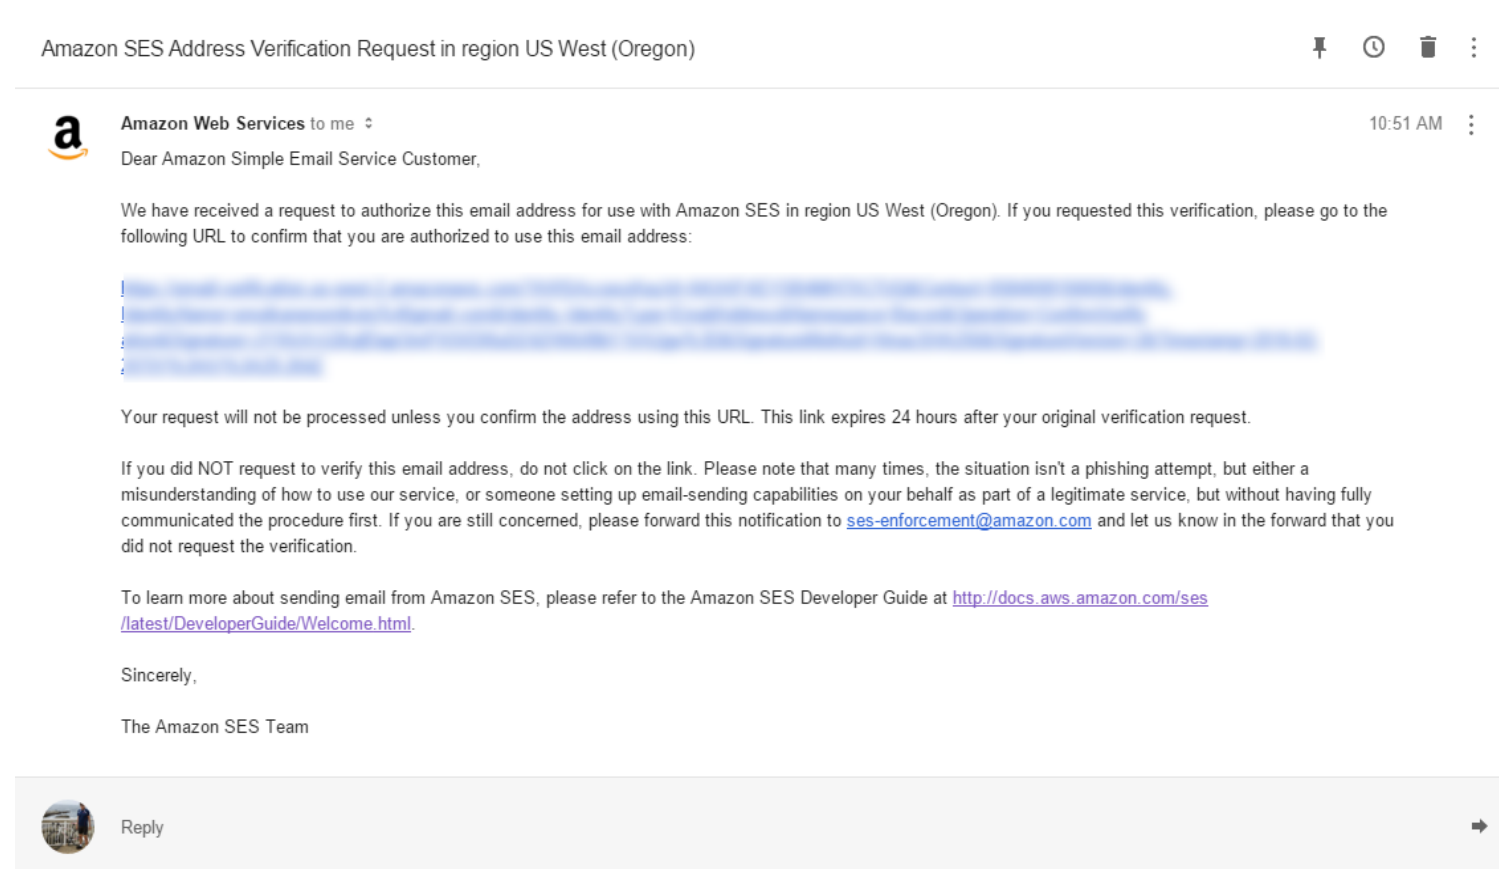 Amazon SES Address Verification Request in region US West (Oregon)
Amazon Web Services to me
10:51 AM
Dear Amazon Simple Email Service Customer,
We have received a request to authorize this email address for use with Amazon SES in region US West (Oregon). If you requested this verification, please go to the
following URL to confirm that you are authorized to use this email address:
Your request will not be processed unless you confirm the address using this URL. This link expires 24 hours after your original verification request.
If you did NOT request to verify this email address, do not click on the link. Please note that many times, the situation isn't a phishing attempt, but either a
misunderstanding of how to use our service, or someone setting up email-sending capabilities on your behalf as part of a legitimate service, but without having fully
communicated the procedure first. If you are still concerned, please forward this notification to ses-enforcement@amazon.com and let us know in the forward that you
did not request the verification.
To learn more about sending email from Amazon SES, please refer to the Amazon SES Developer Guide at http://docs.aws.amazon.com/ses
/latest/DeveloperGuide/Welcome.html.
Sincerely,
The Amazon SES Team
Reply